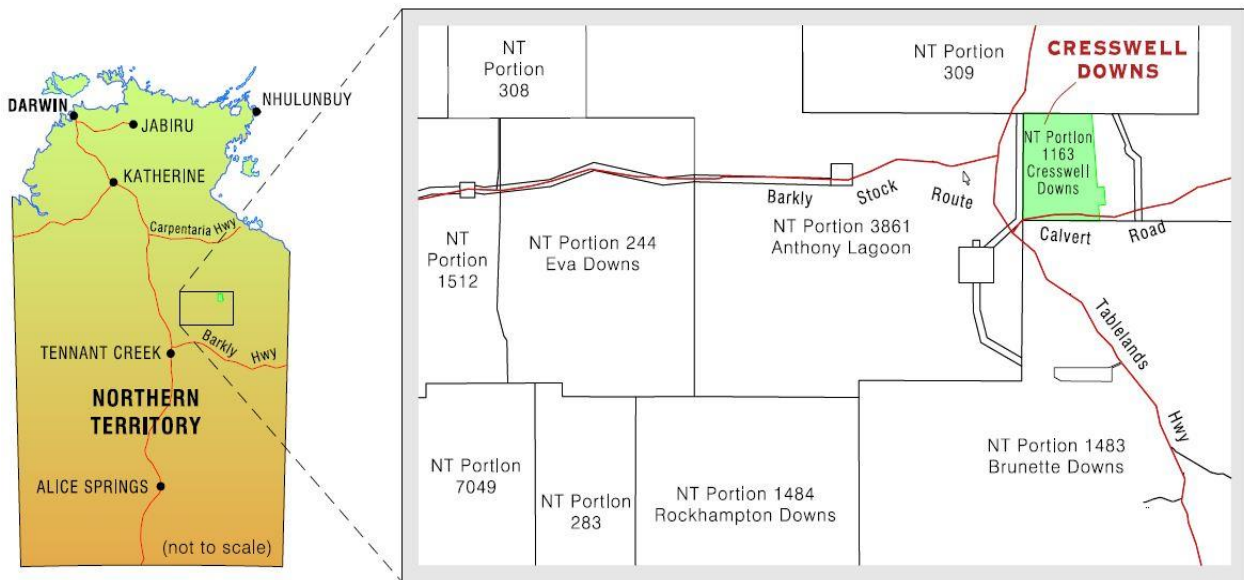 DARWIN
NHULUNBUY
JABIRU
KATHERINE
Carpentaria Hwy
TENNANT CREEK
Barkly Hwy
NORTHERN
TERRITORY
ALICE SPRINGS
(not to scale)
NT
Portion
308
NT Portion
309
CRESSWELL
DOWNS
NT Portion
1163
Cresswell
Downs
Barkly Stock Route
NT
Portion
1512
NT Portion 244
Eva Downs
NT Portion 3861
Anthony Lagoon
Calvert Road
Tablelands Hwy
NT Portion
7049
NT Portion
283
NT Portion 1484
Rockhampton Downs
NT Portion 1483
Brunette Downs